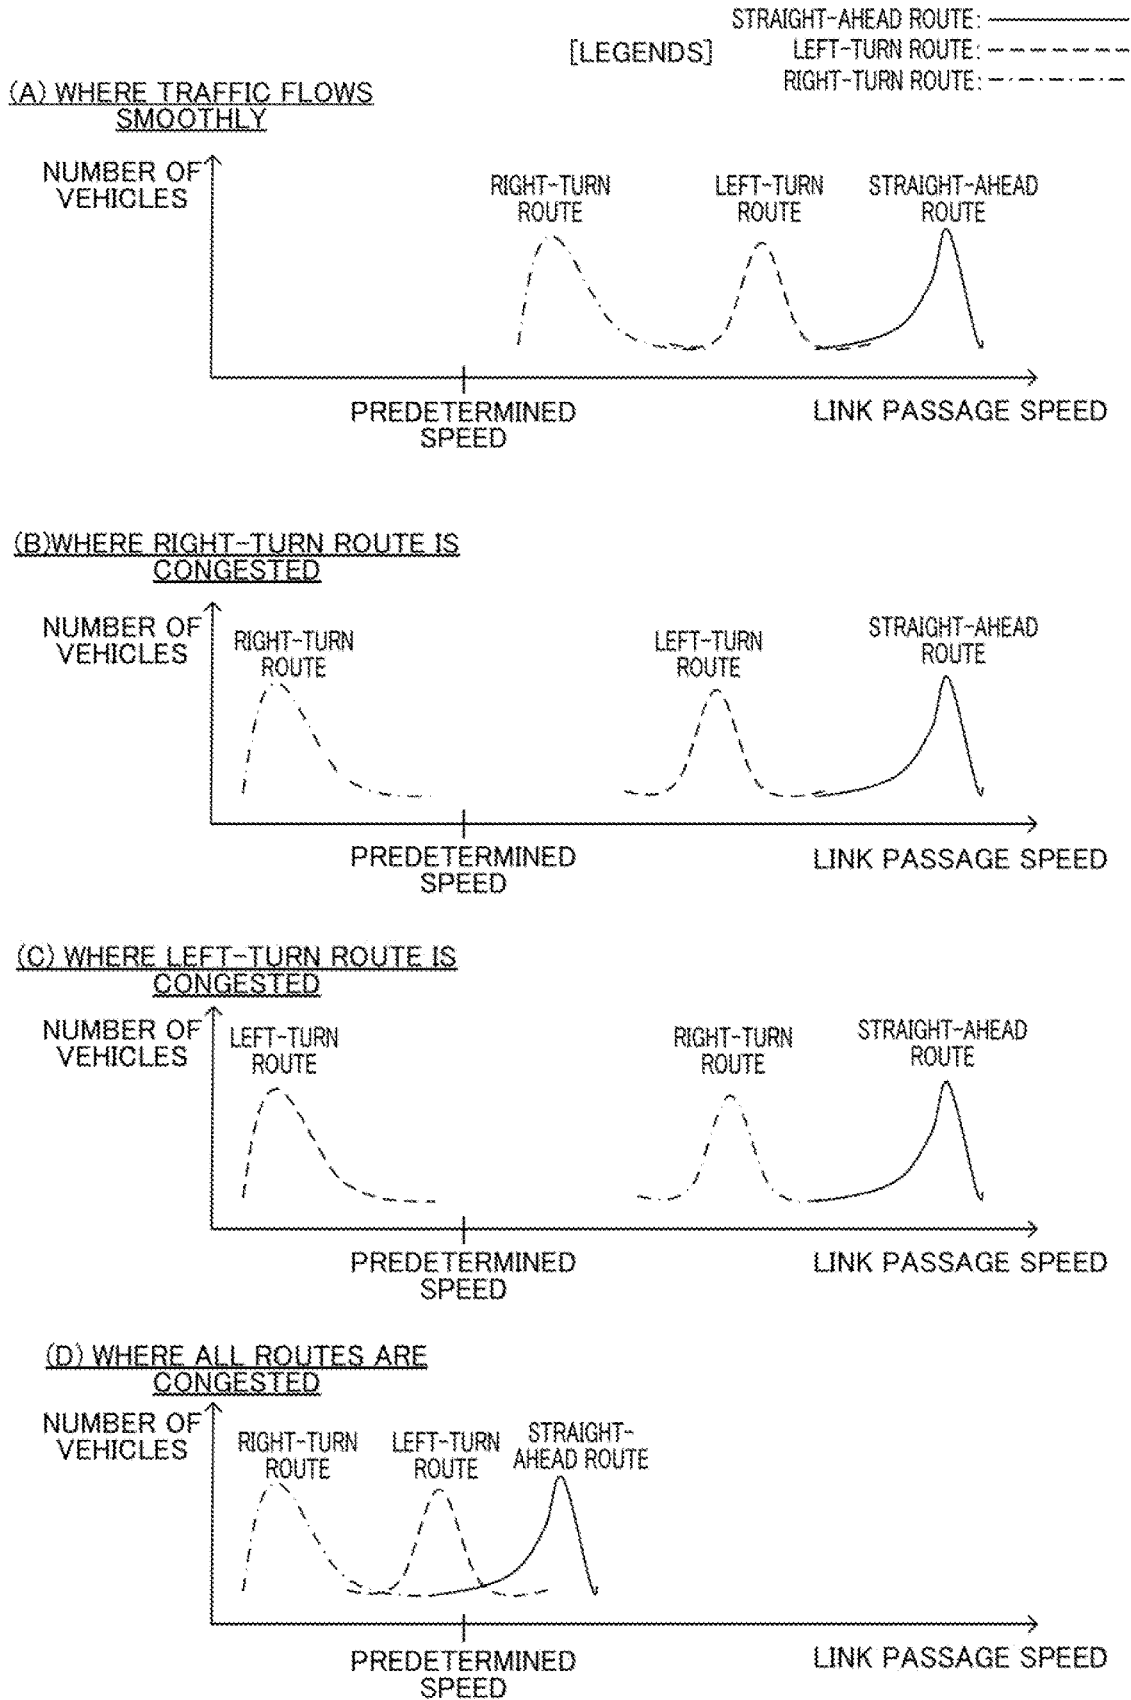 STRAIGHT-AHEAD ROUTE:
[LEGENDS] LEFT-TURN ROUTE:
RIGHT-TURN ROUTE:
(A) WHERE TRAFFIC FLOWS
SMOOTHLY
NUMBER OF
VEHICLES
RIGHT-TURN
ROUTE
LEFT-TURN
ROUTE
STRAIGHT-AHEAD
ROUTE
PREDETERMINED
SPEED
LINK PASSAGE SPEED
(B)WHERE RIGHT-TURN ROUTE IS
CONGESTED
NUMBER OF
VEHICLES
RIGHT-TURN
ROUTE
LEFT-TURN
ROUTE
STRAIGHT-AHEAD
ROUTE
PREDETERMINED
SPEED
LINK PASSAGE SPEED
(C) WHERE LEFT-TURN ROUTE IS
CONGESTED
NUMBER OF
VEHICLES
LEFT-TURN
ROUTE
RIGHT-TURN
ROUTE
STRAIGHT-AHEAD
ROUTE
PREDETERMINED
SPEED
LINK PASSAGE SPEED
(D) WHERE ALL ROUTES ARE
CONGESTED
NUMBER OF
VEHICLES
RIGHT-TURN
ROUTE
LEFT-TURN
ROUTE
STRAIGHT-
AHEAD ROUTE
PREDETERMINED
SPEED
LINK PASSAGE SPEED